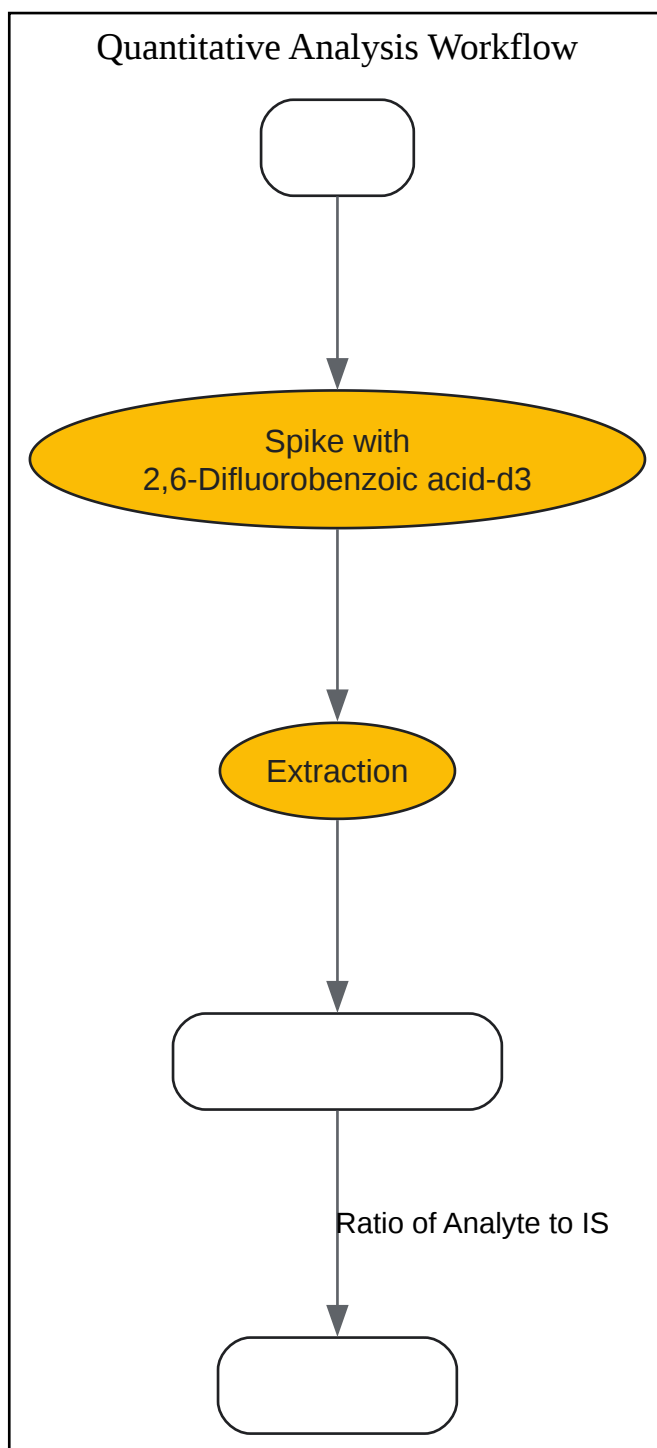 Quantitative Analysis Workflow
Spike with
2,6-Difluorobenzoic acid-d3
Extraction
Ratio of Analyte to IS